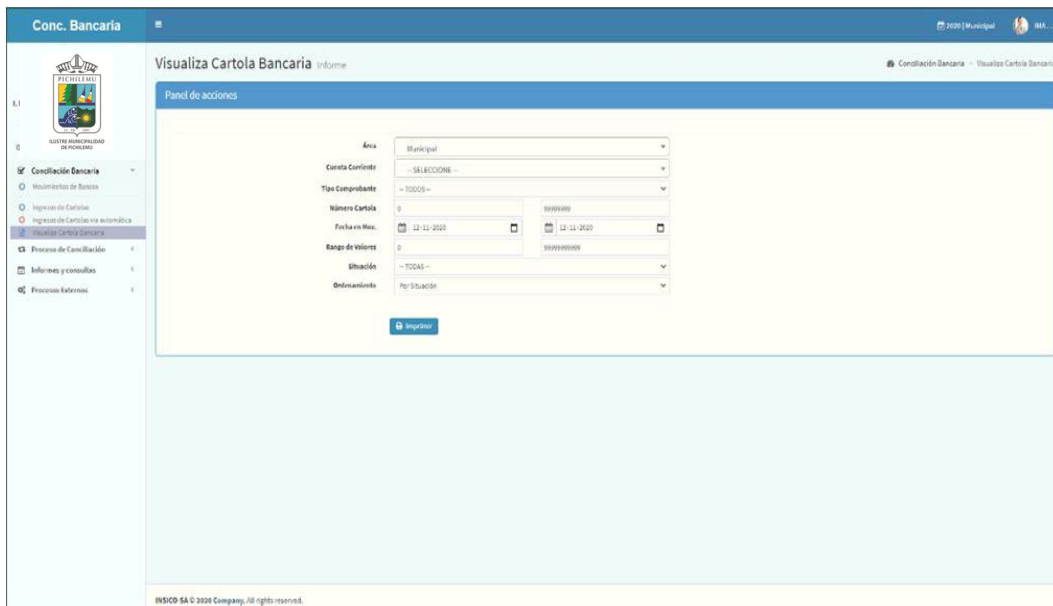 Conc. Bancaria
2020 | Municipal
IMA...
PICHILEMU
ILUSTRE MUNICIPALIDAD
DE PICHILEMU
Conciliación Bancaria
Movimientos de Bancos
Ingresos de Cartolas
Ingresos de Cartolas via automática
Visualiza Cartola Bancaria
Proceso de Conciliación
Informes y consultas
Procesos Externos
Visualiza Cartola Bancaria Informe
Conciliación Bancaria
Visualiza Cartola Bancaria
Panel de acciones
Área Municipal
Cuenta Corriente -- SELECCIONE --
Tipo Comprobante -- TODOS --
Número Cartola 0 99999999
Fecha en Mov. 12-11-2020 12-11-2020
Rango de Valores 0 99999999999
Situación -- TODAS --
Ordenamiento Por Situación
Imprimir
INSICO-SA © 2020 Company. All rights reserved.